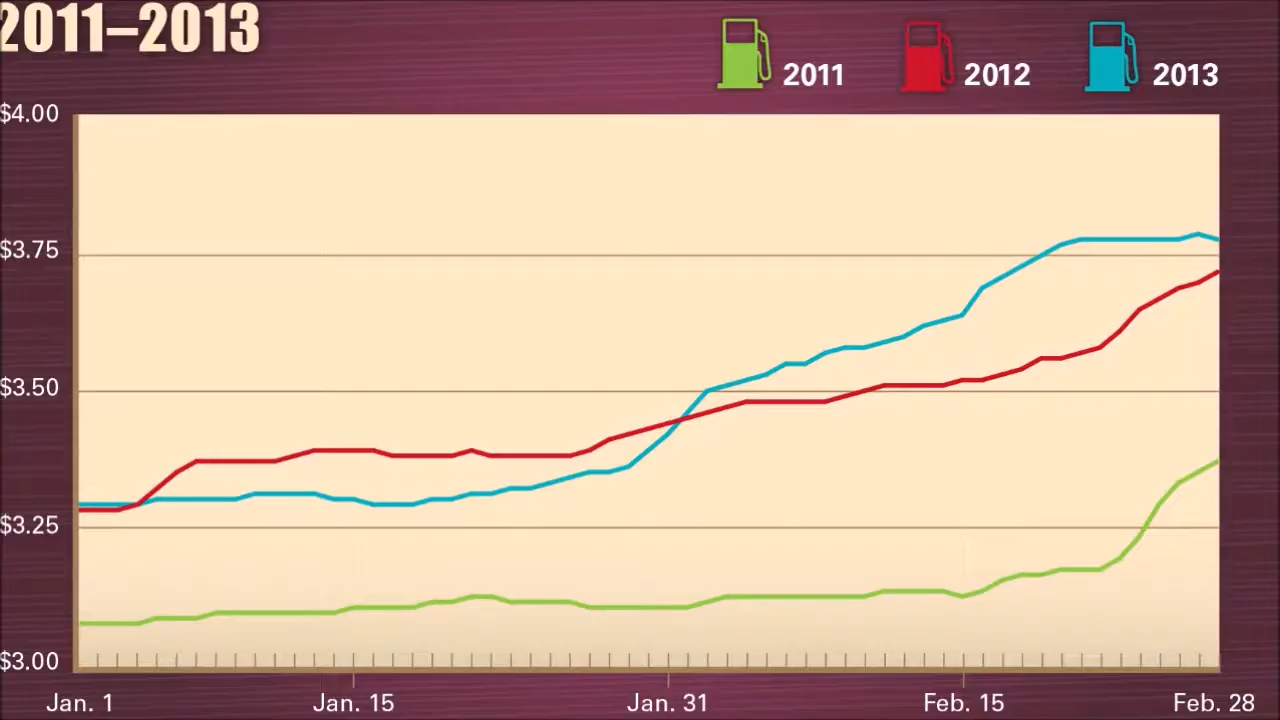 2011–2013
2011
2012
2013
$4.00
$3.75
$3.50
$3.25
$3.00
Jan. 1
Jan. 15
Jan. 31
Feb. 15
Feb. 28